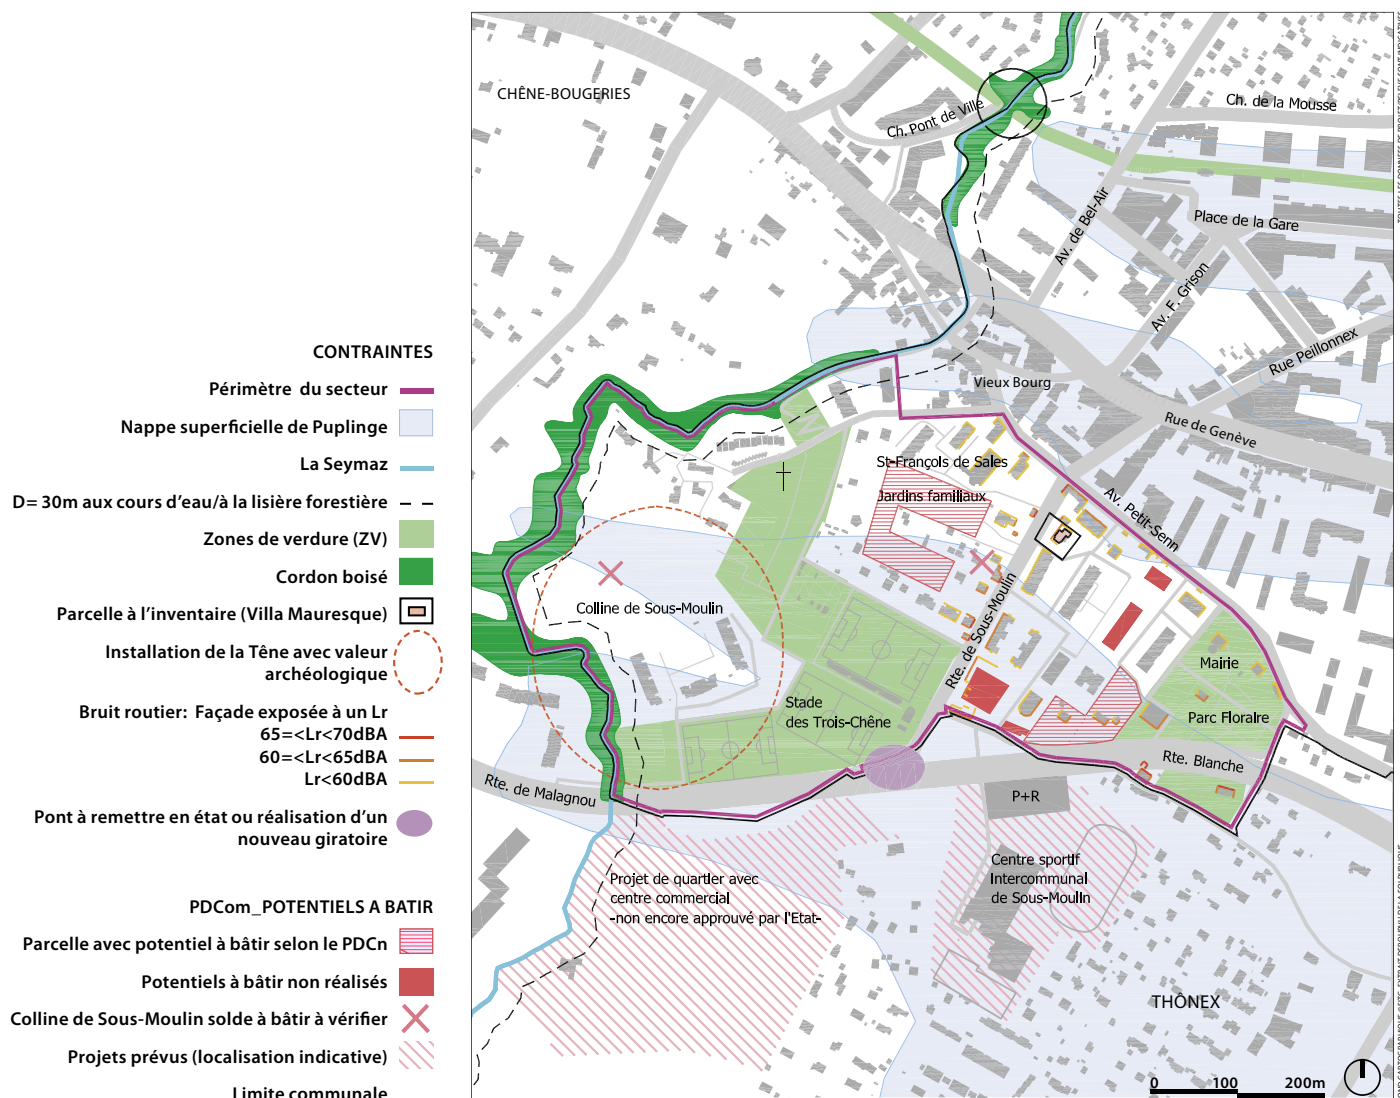 CONTRAINTES
Périmètre du secteur
Nappe superficielle de Puplinge
La Seymaz
D= 30m aux cours d'eau/à la lisière forestière
Zones de verdure (ZV)
Cordon boisé
Parcelle à l'inventaire (Villa Mauresque)
Installation de la Tène avec valeur
archéologique
Bruit routier: Façade exposée à un Lr
65=<Lr<70dBA
60=<Lr<65dBA
Lr<60dBA
Pont à remettre en état ou réalisation d'un
nouveau giratoire
PDCom_POTENTIELS A BATIR
Parcelle avec potentiel à bâtir selon le PDCn
Potentiels à bâtir non réalisés
Colline de Sous-Moulin solde à bâtir à vérifier
Projets prévus (localisation indicative)
Limite communale
CHÊNE-BOUGERIES
Ch. Pont de Ville
Ch. de la Mousse
Av. de Bel-Air
Place de la Gare
Av. F. Grison
Rue Peillonnex
Vieux Bourg
Rue de Genève
St-François de Sales
Jardins familiaux
Av. Petit-Senn
Colline de Sous-Moulin
Rte. de Sous-Moulin
Mairie
Parc Floraire
Stade
des Trois-Chêne
Rte. Blanche
Rte. de Malagnou
P+R
Projet de quartier avec
centre commercial
-non encore approuvé par l'Etat-
Centre sportif
Intercommunal
de Sous-Moulin
THÔNEX
0 100 200m